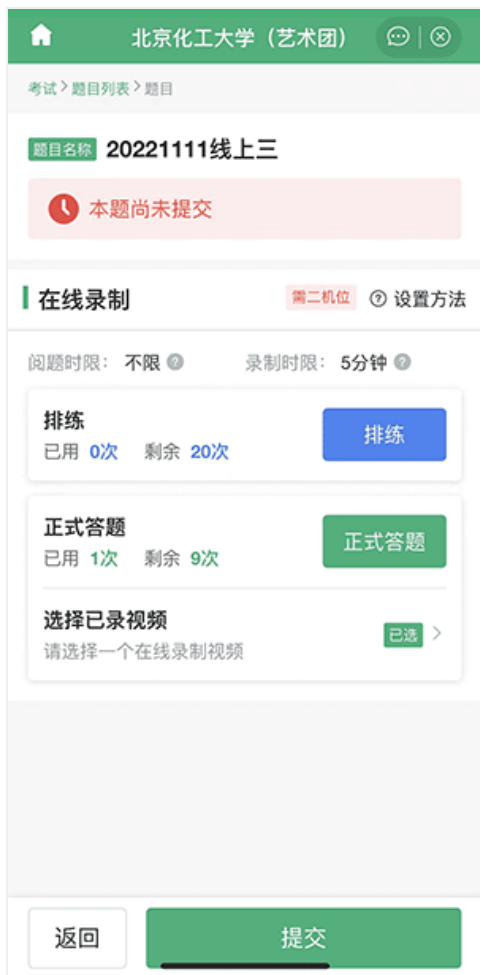 北京化工大学（艺术团）
考试>题目列表>题目
题目名称 20221111线上三
本题尚未提交
在线录制 需二机位 ? 设置方法
阅题时限： 不限 ? 录制时限： 5分钟 ?
排练
已用 0次 剩余 20次
排练
正式答题
已用 1次 剩余 9次
正式答题
选择已录视频
请选择一个在线录制视频
已选 >
返回 提交